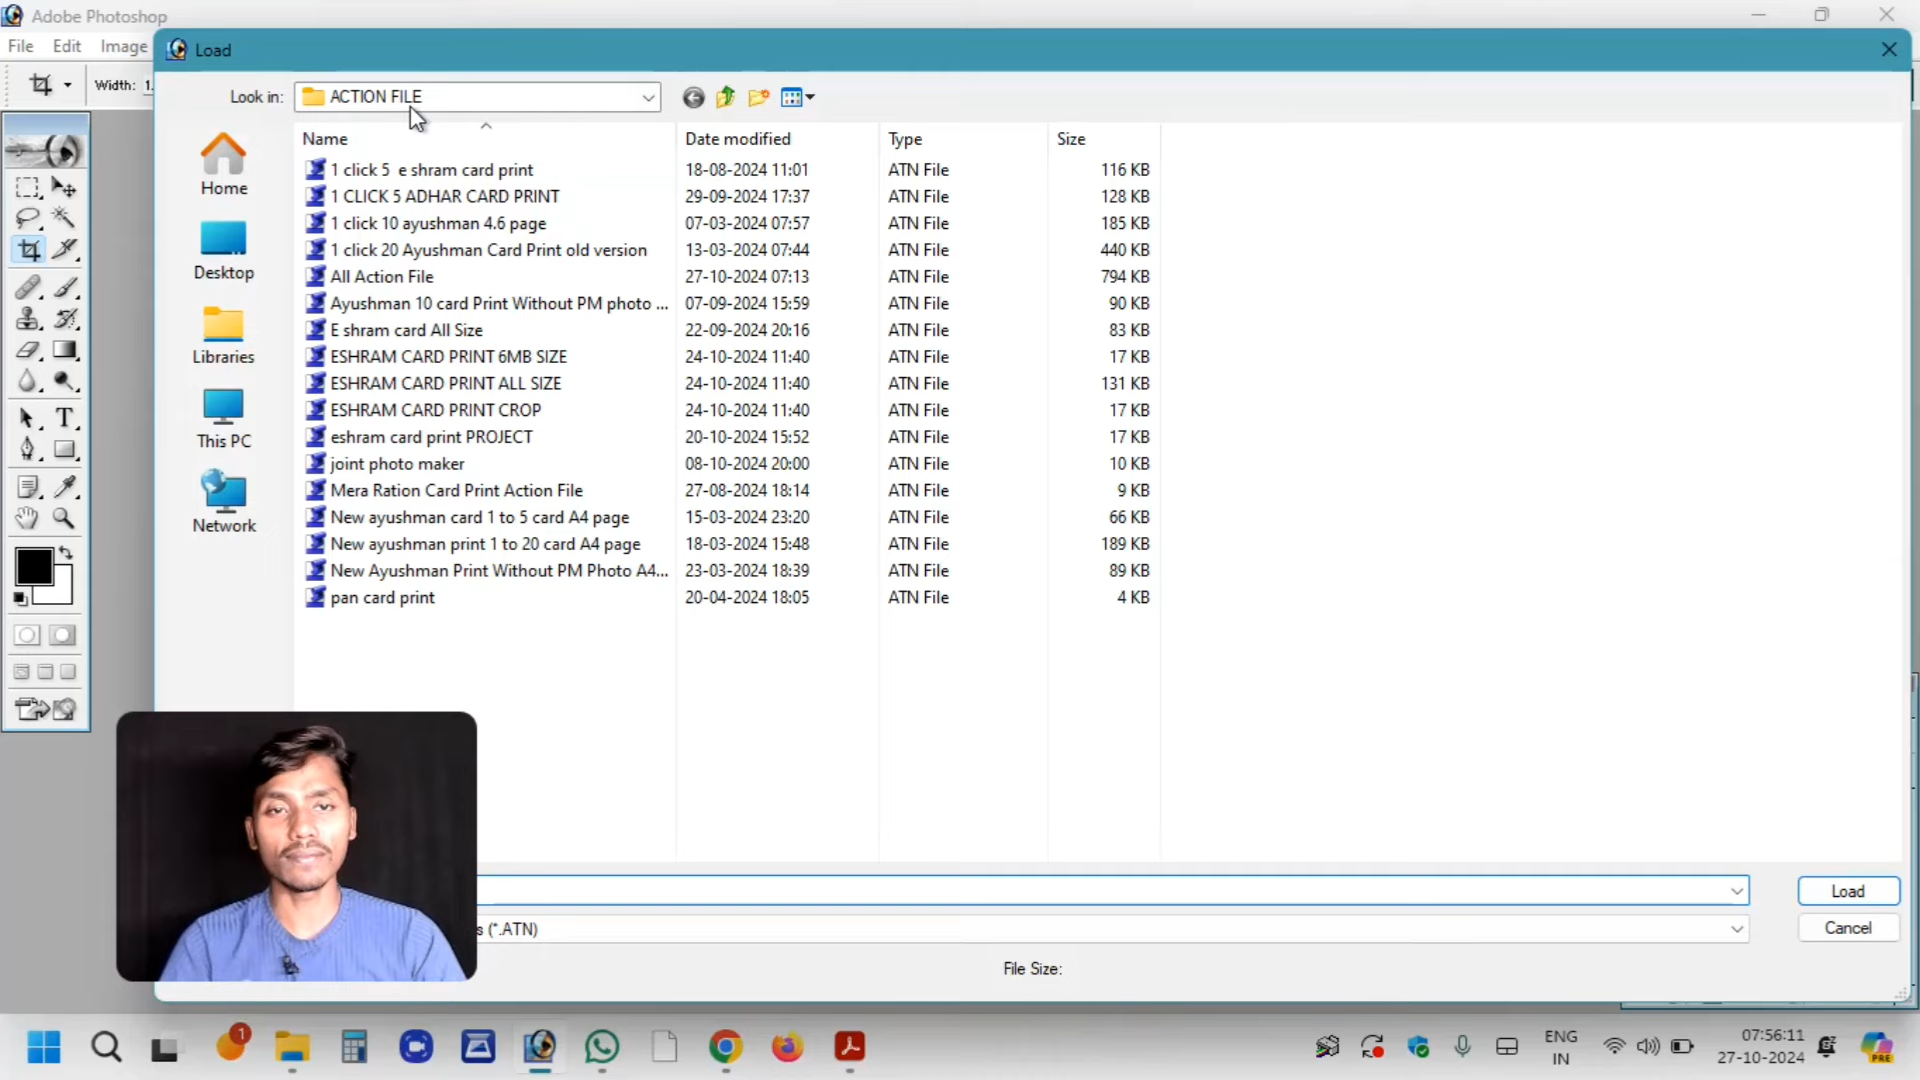 Adobe Photoshop
File Edit Image
Load
Width: 1.
Look in: ACTION FILE
Name Date modified Type Size
1 click 5 e shram card print 18-08-2024 11:01 ATN File 116 KB
1 CLICK 5 ADHAR CARD PRINT 29-09-2024 17:37 ATN File 128 KB
1 click 10 ayushman 4.6 page 07-03-2024 07:57 ATN File 185 KB
1 click 20 Ayushman Card Print old version 13-03-2024 07:44 ATN File 440 KB
All Action File 27-10-2024 07:13 ATN File 794 KB
Ayushman 10 card Print Without PM photo ... 07-09-2024 15:59 ATN File 90 KB
E shram card All Size 22-09-2024 20:16 ATN File 83 KB
ESHRAM CARD PRINT 6MB SIZE 24-10-2024 11:40 ATN File 17 KB
ESHRAM CARD PRINT ALL SIZE 24-10-2024 11:40 ATN File 131 KB
ESHRAM CARD PRINT CROP 24-10-2024 11:40 ATN File 17 KB
eshram card print PROJECT 20-10-2024 15:52 ATN File 17 KB
joint photo maker 08-10-2024 20:00 ATN File 10 KB
Mera Ration Card Print Action File 27-08-2024 18:14 ATN File 9 KB
New ayushman card 1 to 5 card A4 page 15-03-2024 23:20 ATN File 66 KB
New ayushman print 1 to 20 card A4 page 18-03-2024 15:48 ATN File 189 KB
New Ayushman Print Without PM Photo A4... 23-03-2024 18:39 ATN File 89 KB
pan card print 20-04-2024 18:05 ATN File 4 KB
Home
Desktop
Libraries
This PC
Network
T
Load
s (*.ATN)
Cancel
File Size:
1
ENG
IN
07:56:11
27-10-2024
PRE